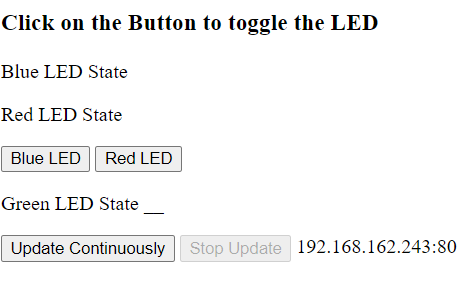 Click on the Button to toggle the LED
Blue LED State
Red LED State
Blue LED Red LED
Green LED State __
Update Continuously Stop Update 192.168.162.243:80